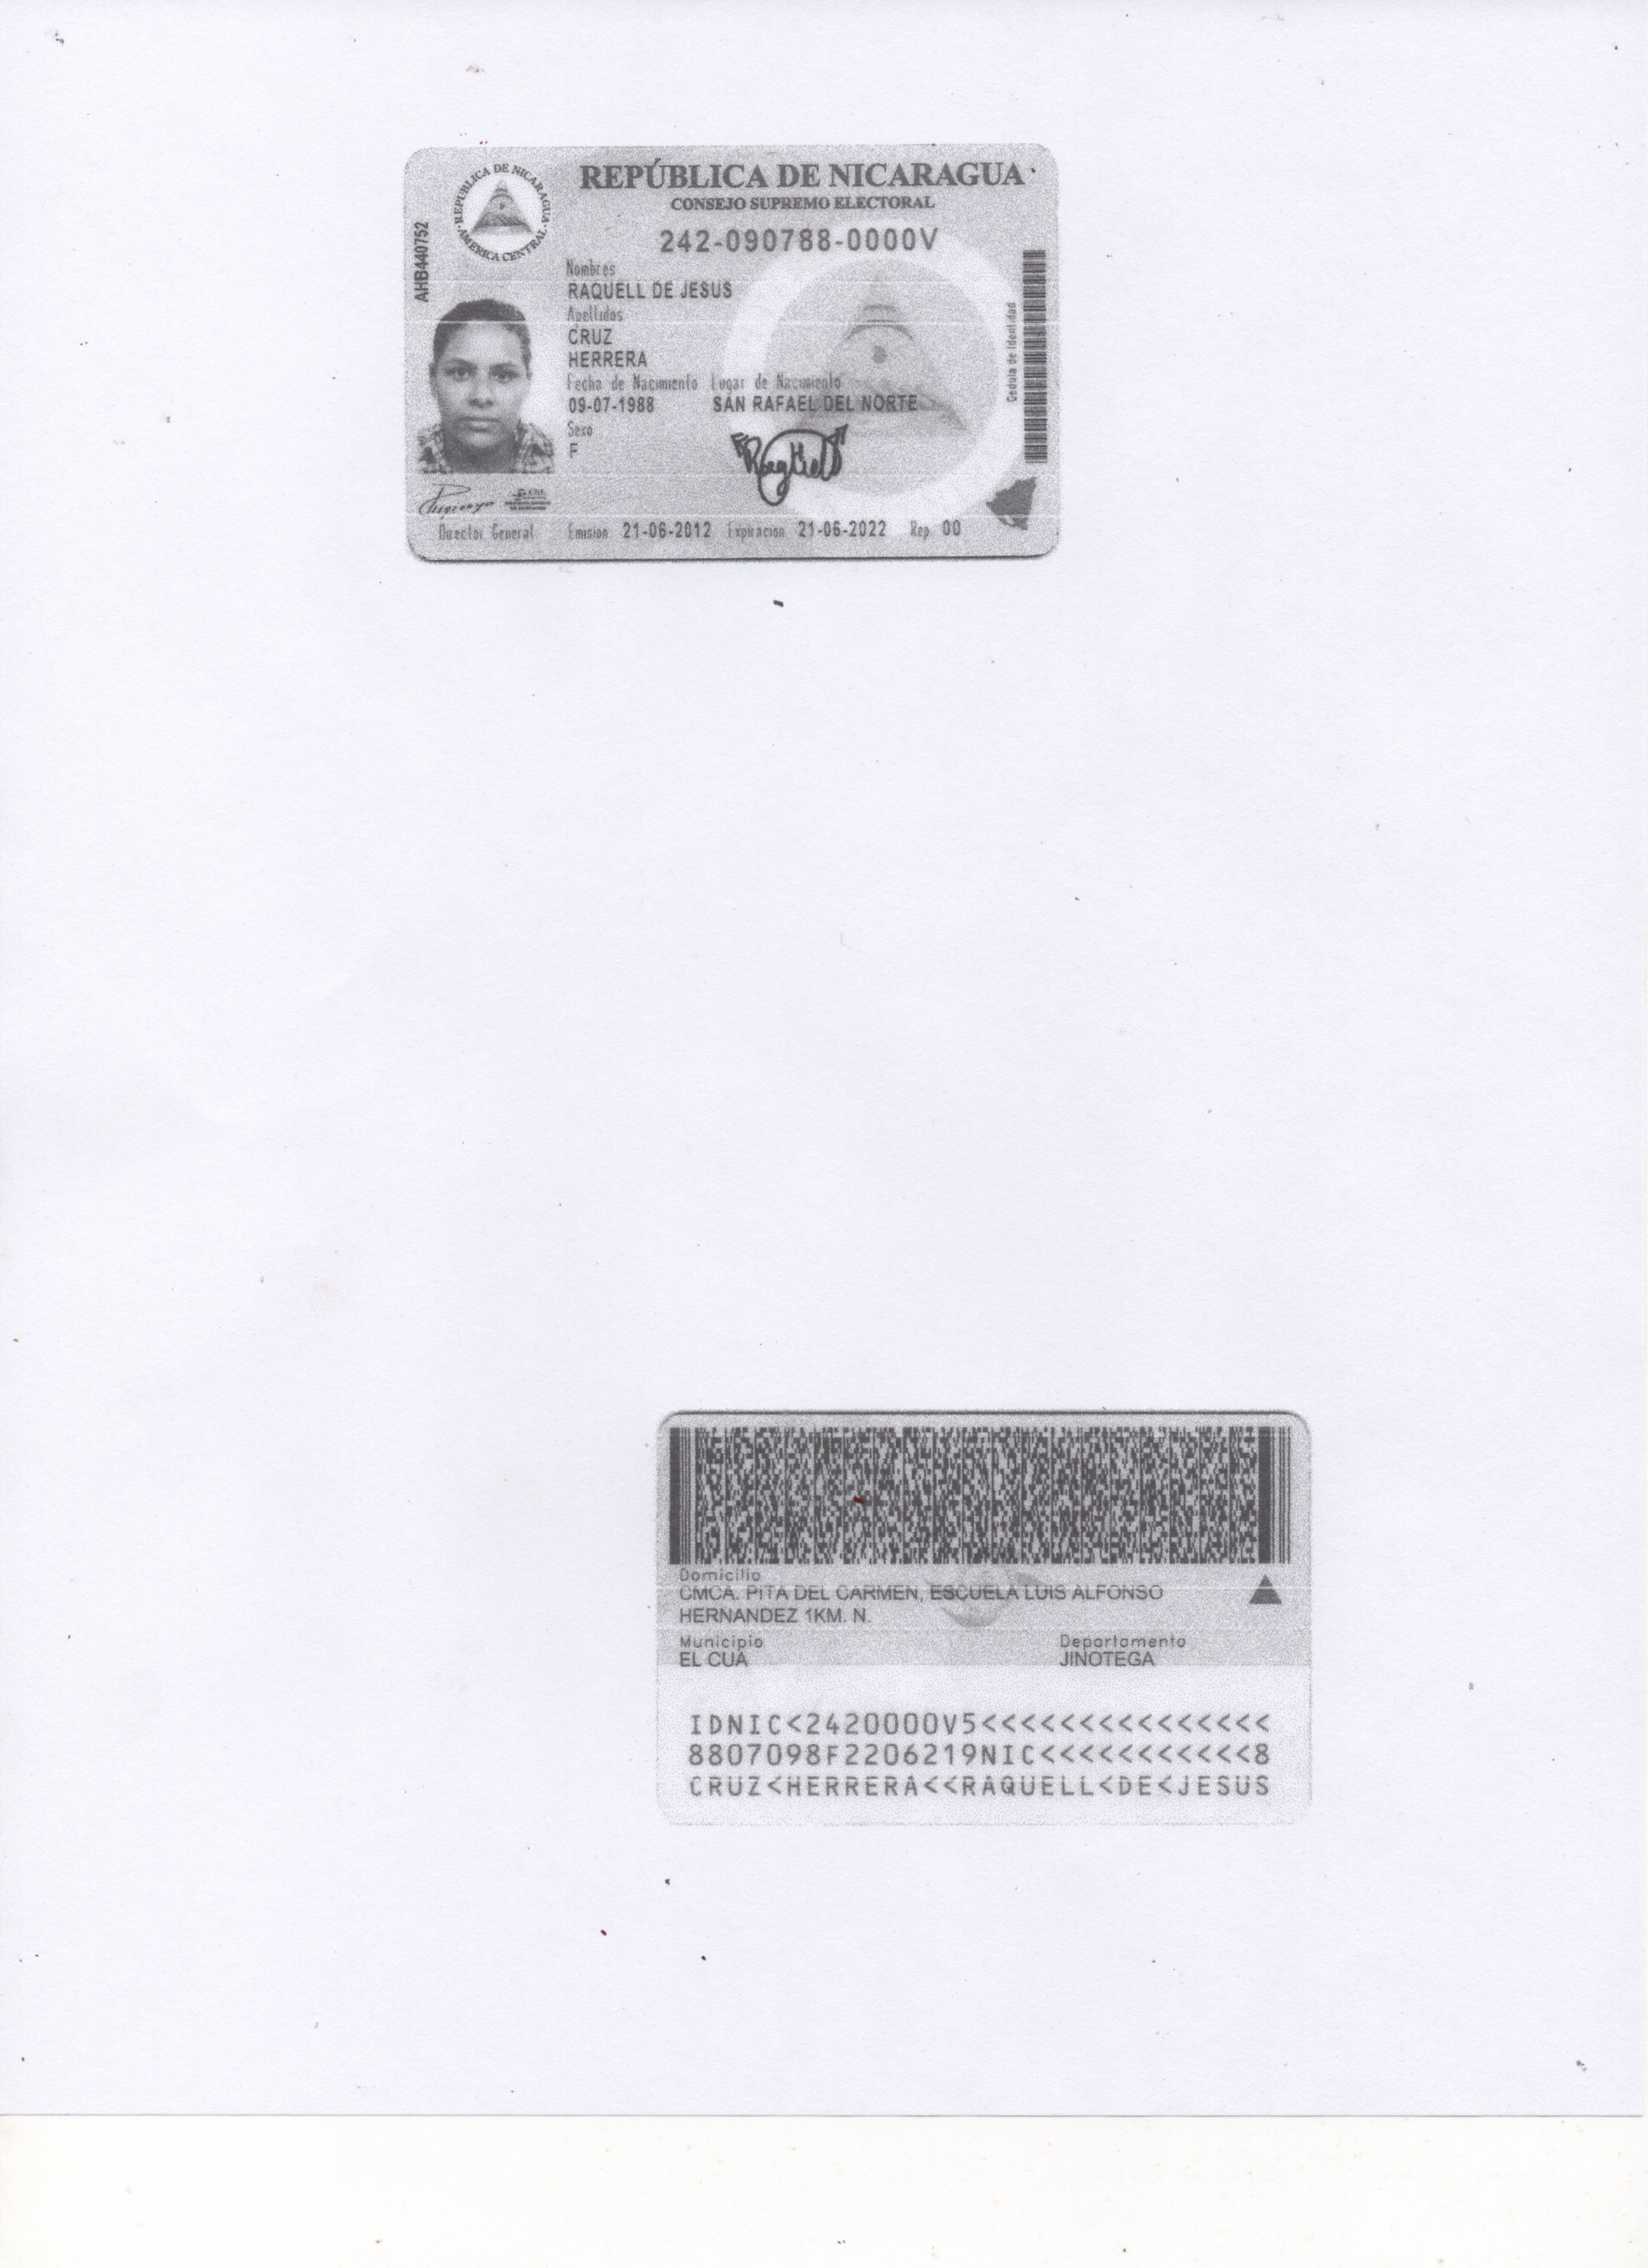 REPÚBLICA DE NICARAGUA
CONSEJO SUPREMO ELECTORAL
REPUBLICA DE NICARAGUA
AMERICA CENTRAL
242-090788-0000V
AHB440752
Nombres
RAQUELL DE JESUS
Apellidos
CRUZ
HERRERA
Fecha de Nacimiento Lugar de Nacimiento
09-07-1988 SAN RAFAEL DEL NORTE
Sexo
F
Cedula de Identidad
Raquell
Director General Emision 21-06-2012 Expiracion 21-06-2022 Rep 00
Domicilio
CMCA. PITA DEL CARMEN, ESCUELA LUIS ALFONSO
HERNANDEZ 1KM. N.
Municipio Departamento
EL CUA JINOTEGA
IDNIC<2420000V5<<<<<<<<<<<<<<<
8807098F2206219NIC<<<<<<<<<<<8
CRUZ<HERRERA<<RAQUELL<DE<JESUS